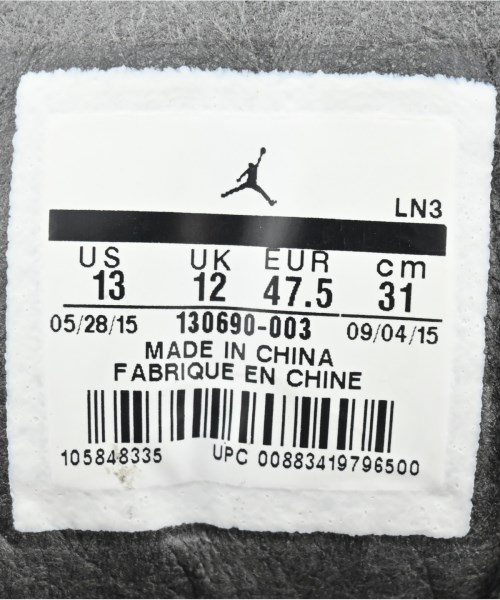 LN3
US UK EUR cm
13 12 47.5 31
05/28/15 130690-003 09/04/15
MADE IN CHINA
FABRIQUE EN CHINE
105848335 UPC 00883419796500